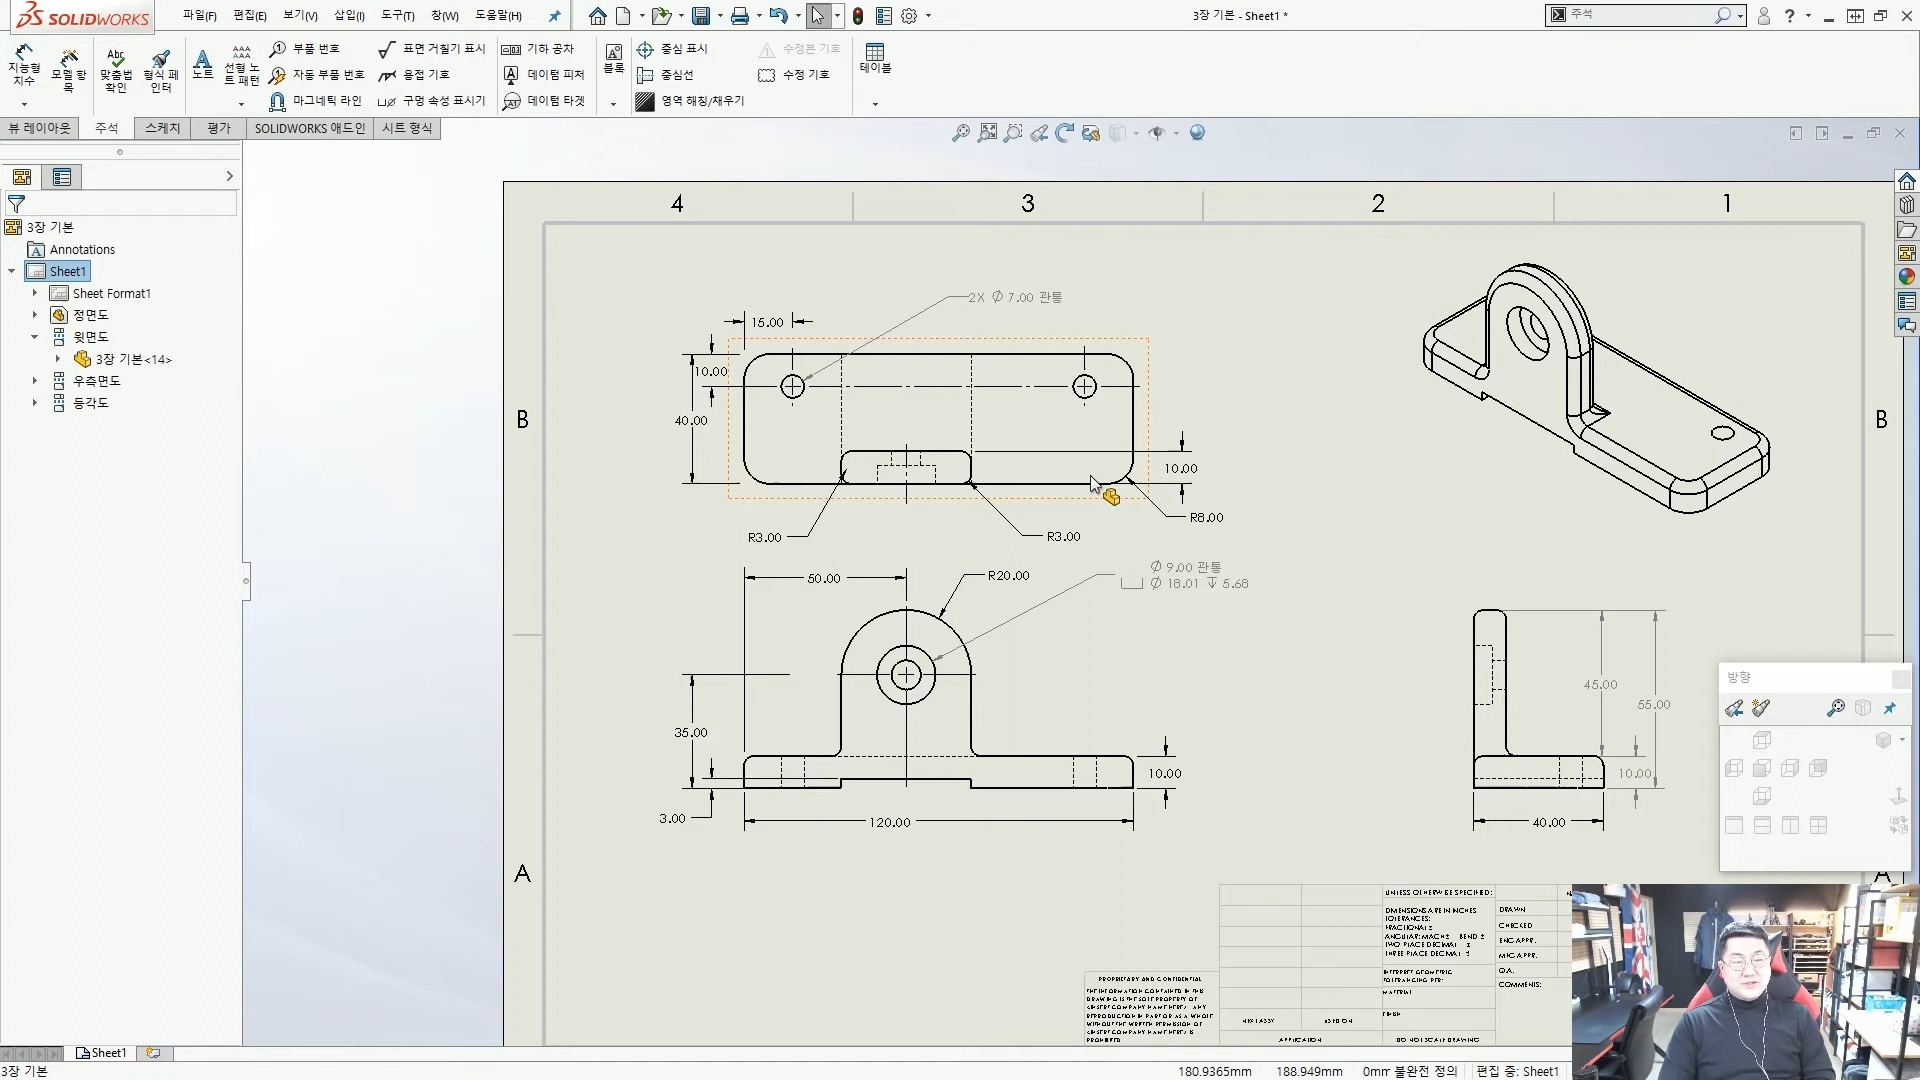 SOLIDWORKS
파일(F) 편집(E) 보기(V) 삽입(I) 도구(T) 창(W) 도움말(H)
3장 기본 - Sheet1 *
주석
지능형 치수
모델 항목
맞춤법 확인
형식 페인터
노트
선형 노트 패턴
부품 번호
자동 부품 번호
마그네틱 라인
표면 거칠기 표시
용접 기호
구멍 속성 표시기
기하 공차
데이텀 피처
데이텀 타겟
블록
중심 표시
중심선
영역 해칭/채우기
수정본 기호
수정 기호
테이블
뷰 레이아웃 주석 스케치 평가 SOLIDWORKS 애드인 시트 형식
3장 기본
Annotations
Sheet1
Sheet Format1
정면도
윗면도
3장 기본<14>
우측면도
등각도
4 3 2 1
B B
A A
2X Ø 7.00 관통
15.00
10.00
40.00
10.00
R8.00
R3.00
R3.00
50.00
R20.00
Ø 9.00 관통
⌴ Ø 18.01 ↧ 5.68
35.00
10.00
3.00
120.00
45.00
55.00
10.00
40.00
방향
UNLESS OTHERWISE SPECIFIED:
DIMENSIONS ARE IN INCHES
TOLERANCES:
FRACTIONAL ±
ANGULAR: MACH ± BEND ±
TWO PLACE DECIMAL ±
THREE PLACE DECIMAL ±
INTERPRET GEOMETRIC
TOLERANCING PER:
MATERIAL
FINISH
DO NOT SCALE DRAWING
DRAWN
CHECKED
ENG APPR.
MFG APPR.
Q.A.
COMMENTS:
PROPRIETARY AND CONFIDENTIAL
THE INFORMATION CONTAINED IN THIS
DRAWING IS THE SOLE PROPERTY OF
<INSERT COMPANY NAME HERE>. ANY
REPRODUCTION IN PART OR AS A WHOLE
WITHOUT THE WRITTEN PERMISSION OF
<INSERT COMPANY NAME HERE> IS
PROHIBITED.
NEXT ASSY
USED ON
APPLICATION
Sheet1
3장 기본
180.9365mm 188.949mm 0mm 불완전 정의 편집 중: Sheet1